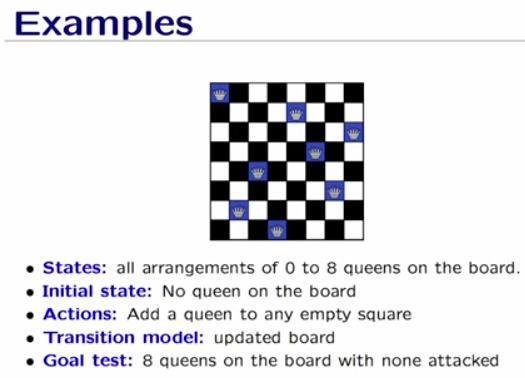 Examples
• States: all arrangements of 0 to 8 queens on the board.
• Initial state: No queen on the board
• Actions: Add a queen to any empty square
• Transition model: updated board
• Goal test: 8 queens on the board with none attacked